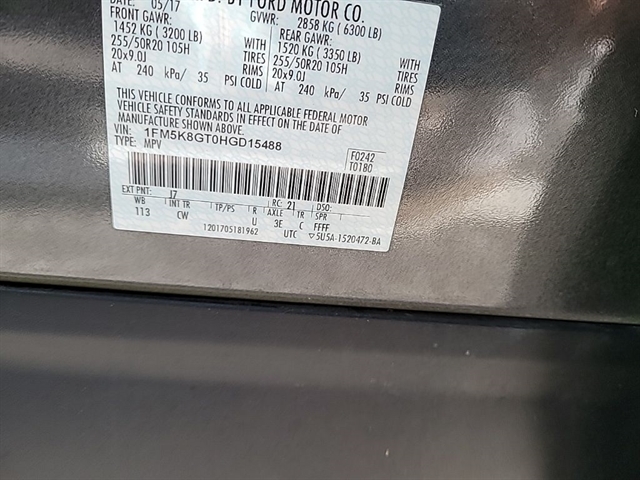 DATE: 05/17 BY FORD MOTOR CO.
FRONT GAWR: GVWR: 2858 KG ( 6300 LB)
1452 KG ( 3200 LB) REAR GAWR:
255/50R20 105H WITH 1520 KG ( 3350 LB) WITH
20x9.0J TIRES 255/50R20 105H TIRES
AT 240 kPa/ 35 RIMS 20x9.0J RIMS
PSI COLD AT 240 kPa/ 35 PSI COLD
THIS VEHICLE CONFORMS TO ALL APPLICABLE FEDERAL MOTOR
VEHICLE SAFETY STANDARDS IN EFFECT ON THE DATE OF
MANUFACTURE SHOWN ABOVE.
VIN: 1FM5K8GT0HGD15488
TYPE: MPV
F0242
T0180
EXT PNT: J7 RC: 21 DSO:
WB INT TR TP/PS R AXLE TR SPR
113 CW U 3E C FFFF
1201705181962 UTC ▽5U5A-1520472-BA